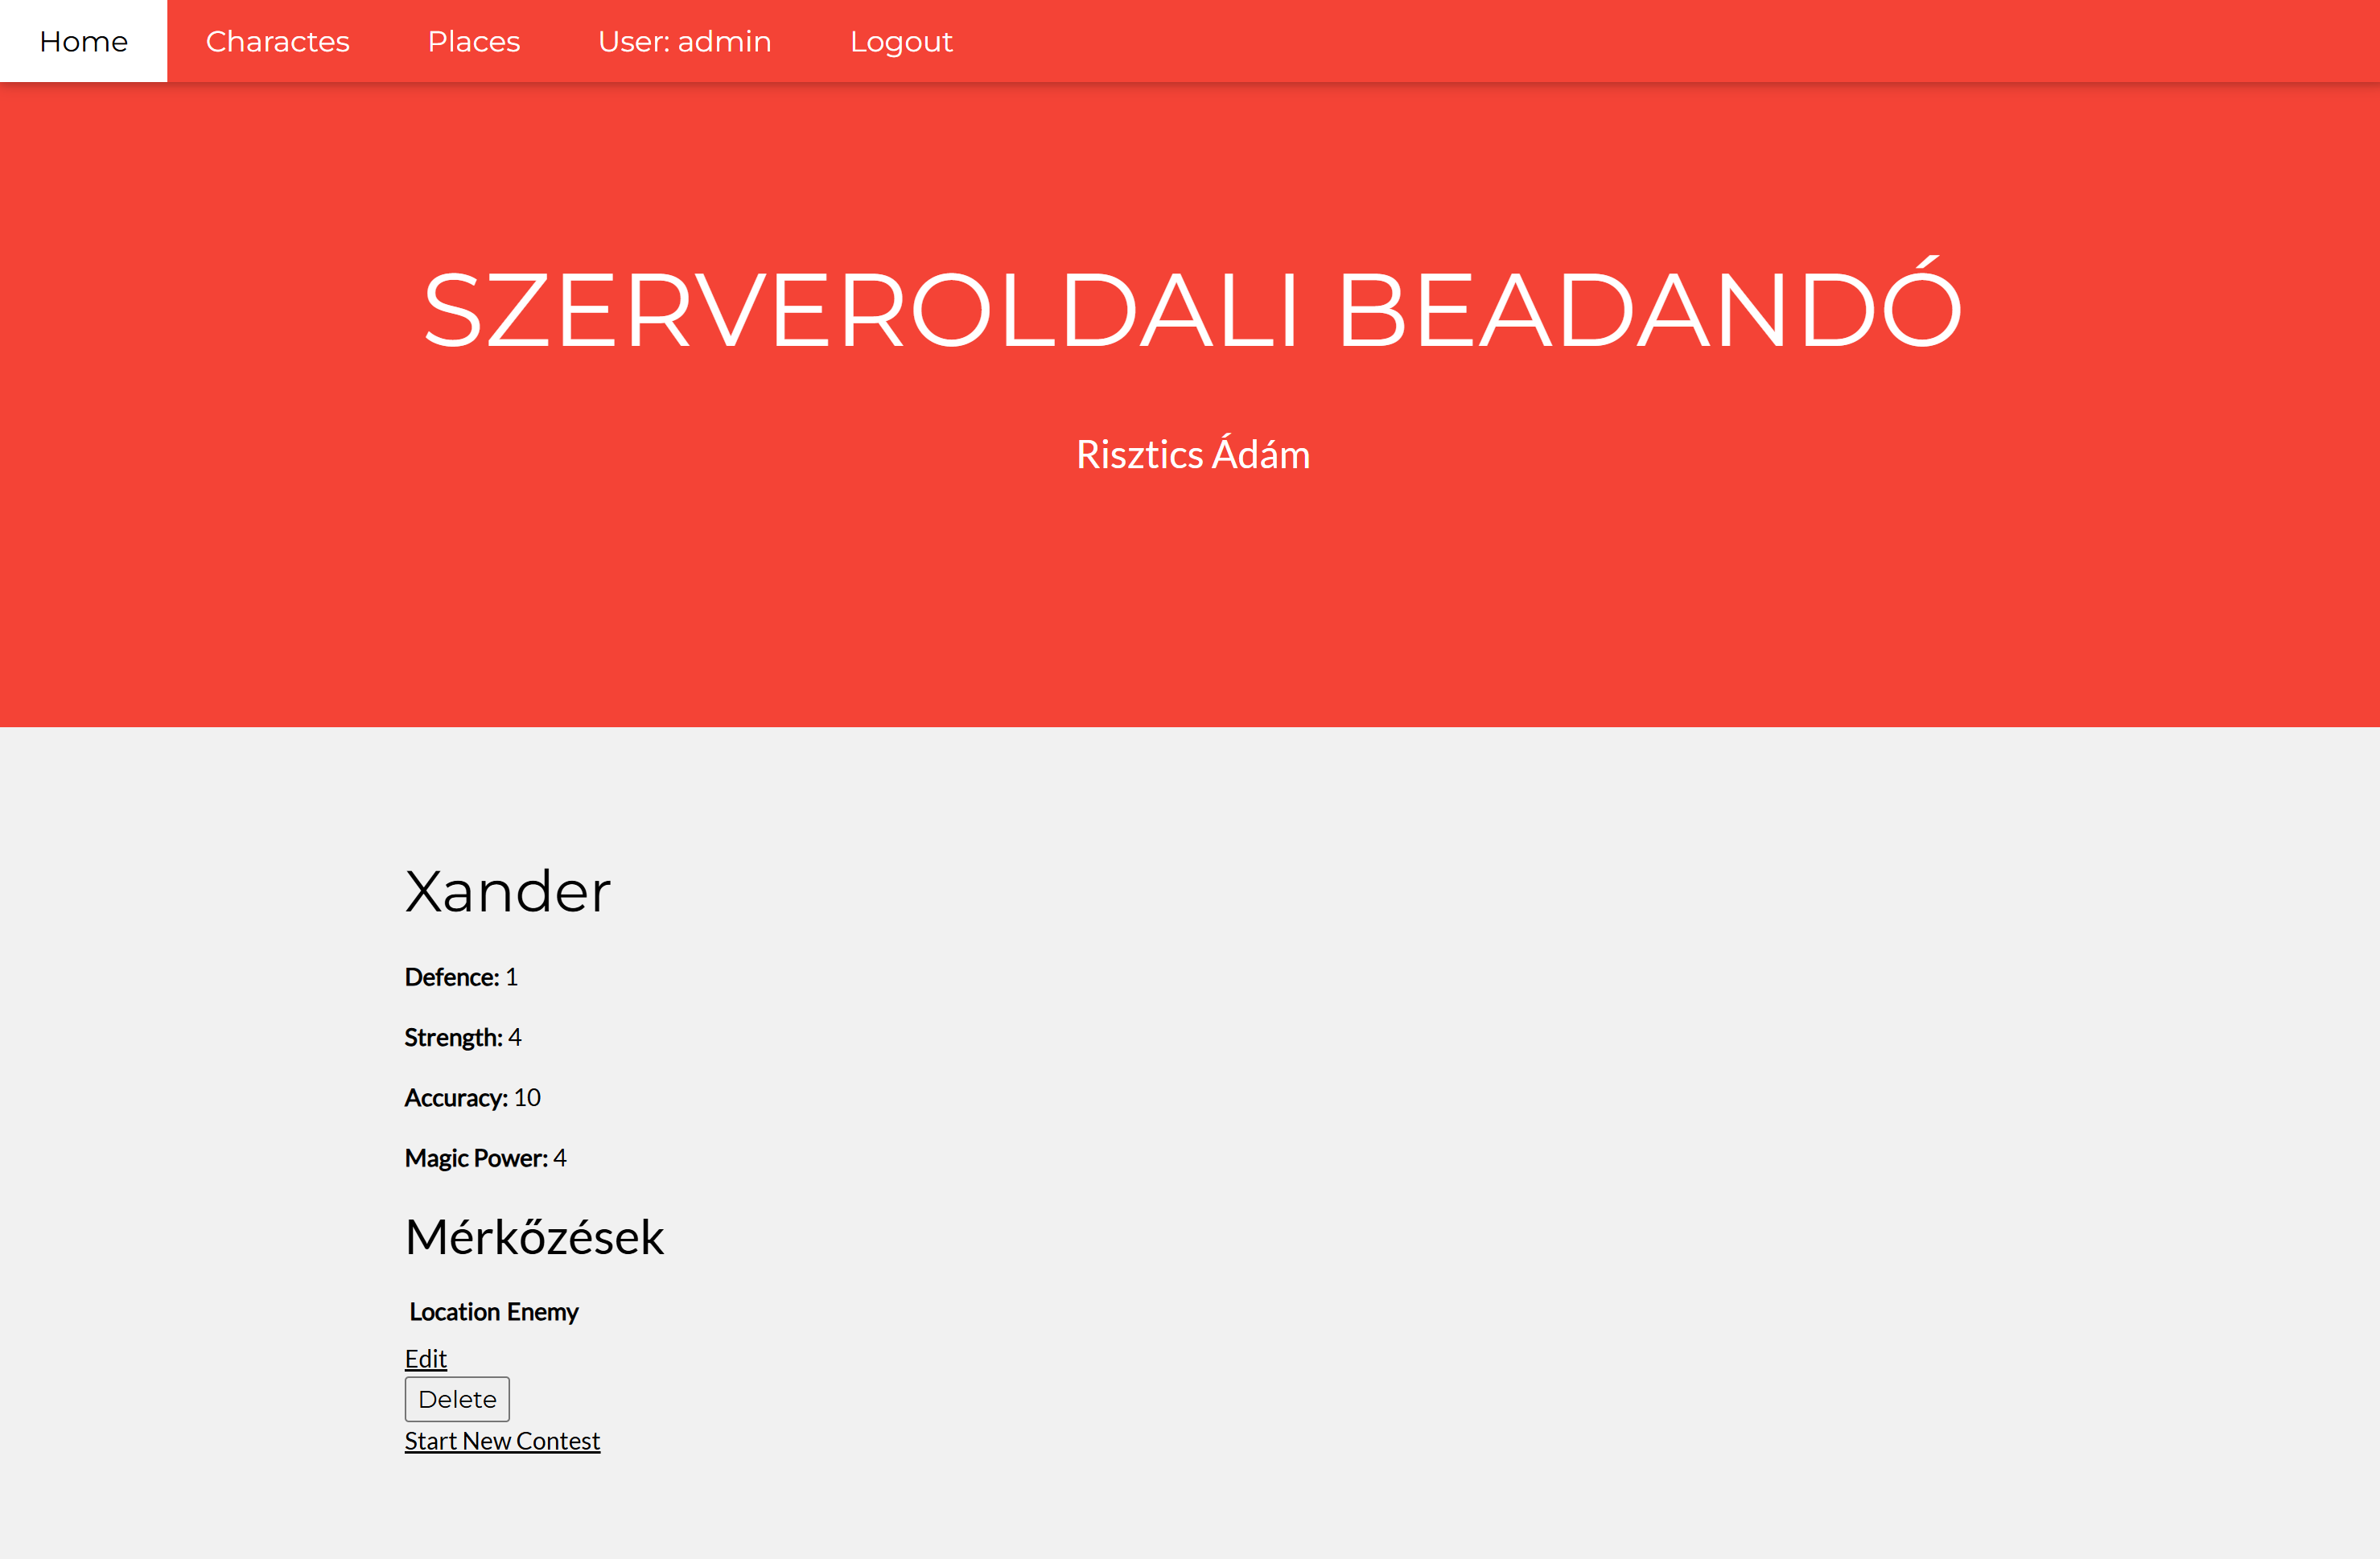 Home Charactes Places User: admin Logout
SZERVEROLDALI BEADANDÓ
Risztics Ádám
Xander
Defence: 1
Strength: 4
Accuracy: 10
Magic Power: 4
Mérkőzések
Location Enemy
Edit
Delete
Start New Contest